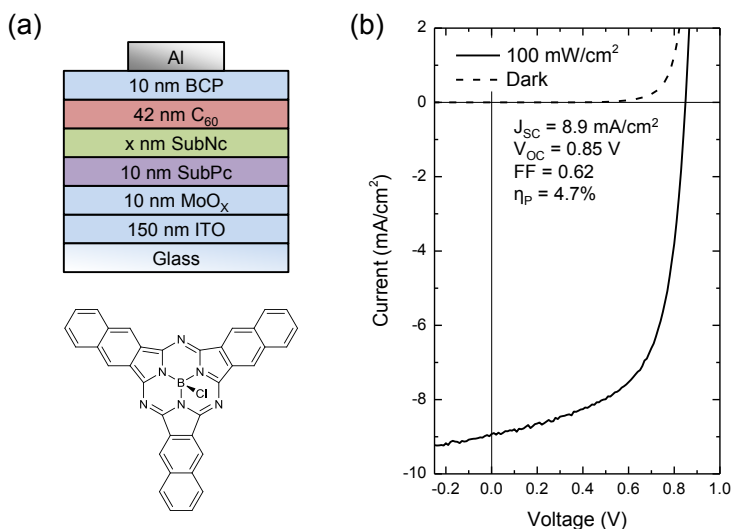 (a)
Al
10 nm BCP
42 nm C60
x nm SubNc
10 nm SubPc
10 nm MoOX
150 nm ITO
Glass
N
N
N
B
Cl
N
N
N
(b)
Current (mA/cm²)
2
0
-2
-4
-6
-8
-10
100 mW/cm²
Dark
JSC = 8.9 mA/cm²
VOC = 0.85 V
FF = 0.62
ηP = 4.7%
-0.2 0.0 0.2 0.4 0.6 0.8 1.0
Voltage (V)